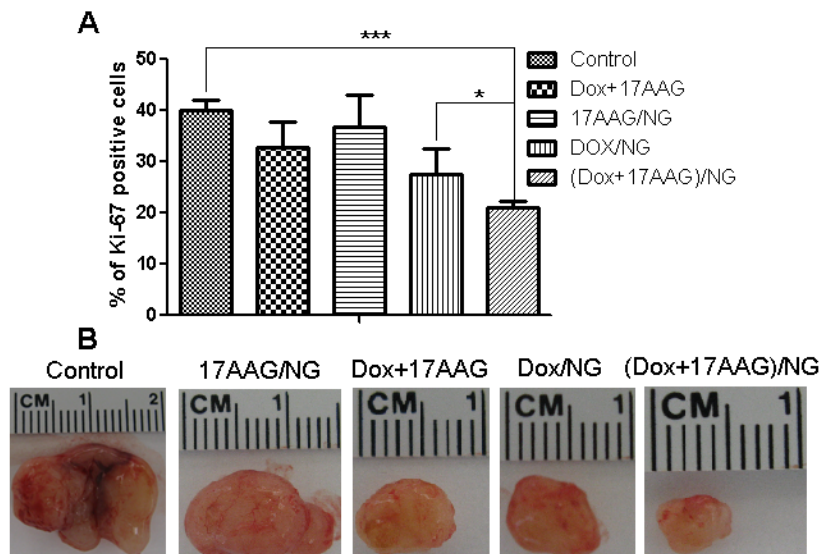 A
% of Ki-67 positive cells
50
40
30
20
10
0
***
*
Control
Dox+17AAG
17AAG/NG
DOX/NG
(Dox+17AAG)/NG
B
Control 17AAG/NG Dox+17AAG Dox/NG (Dox+17AAG)/NG
CM 1 2 CM 1 CM 1 CM 1 CM 1